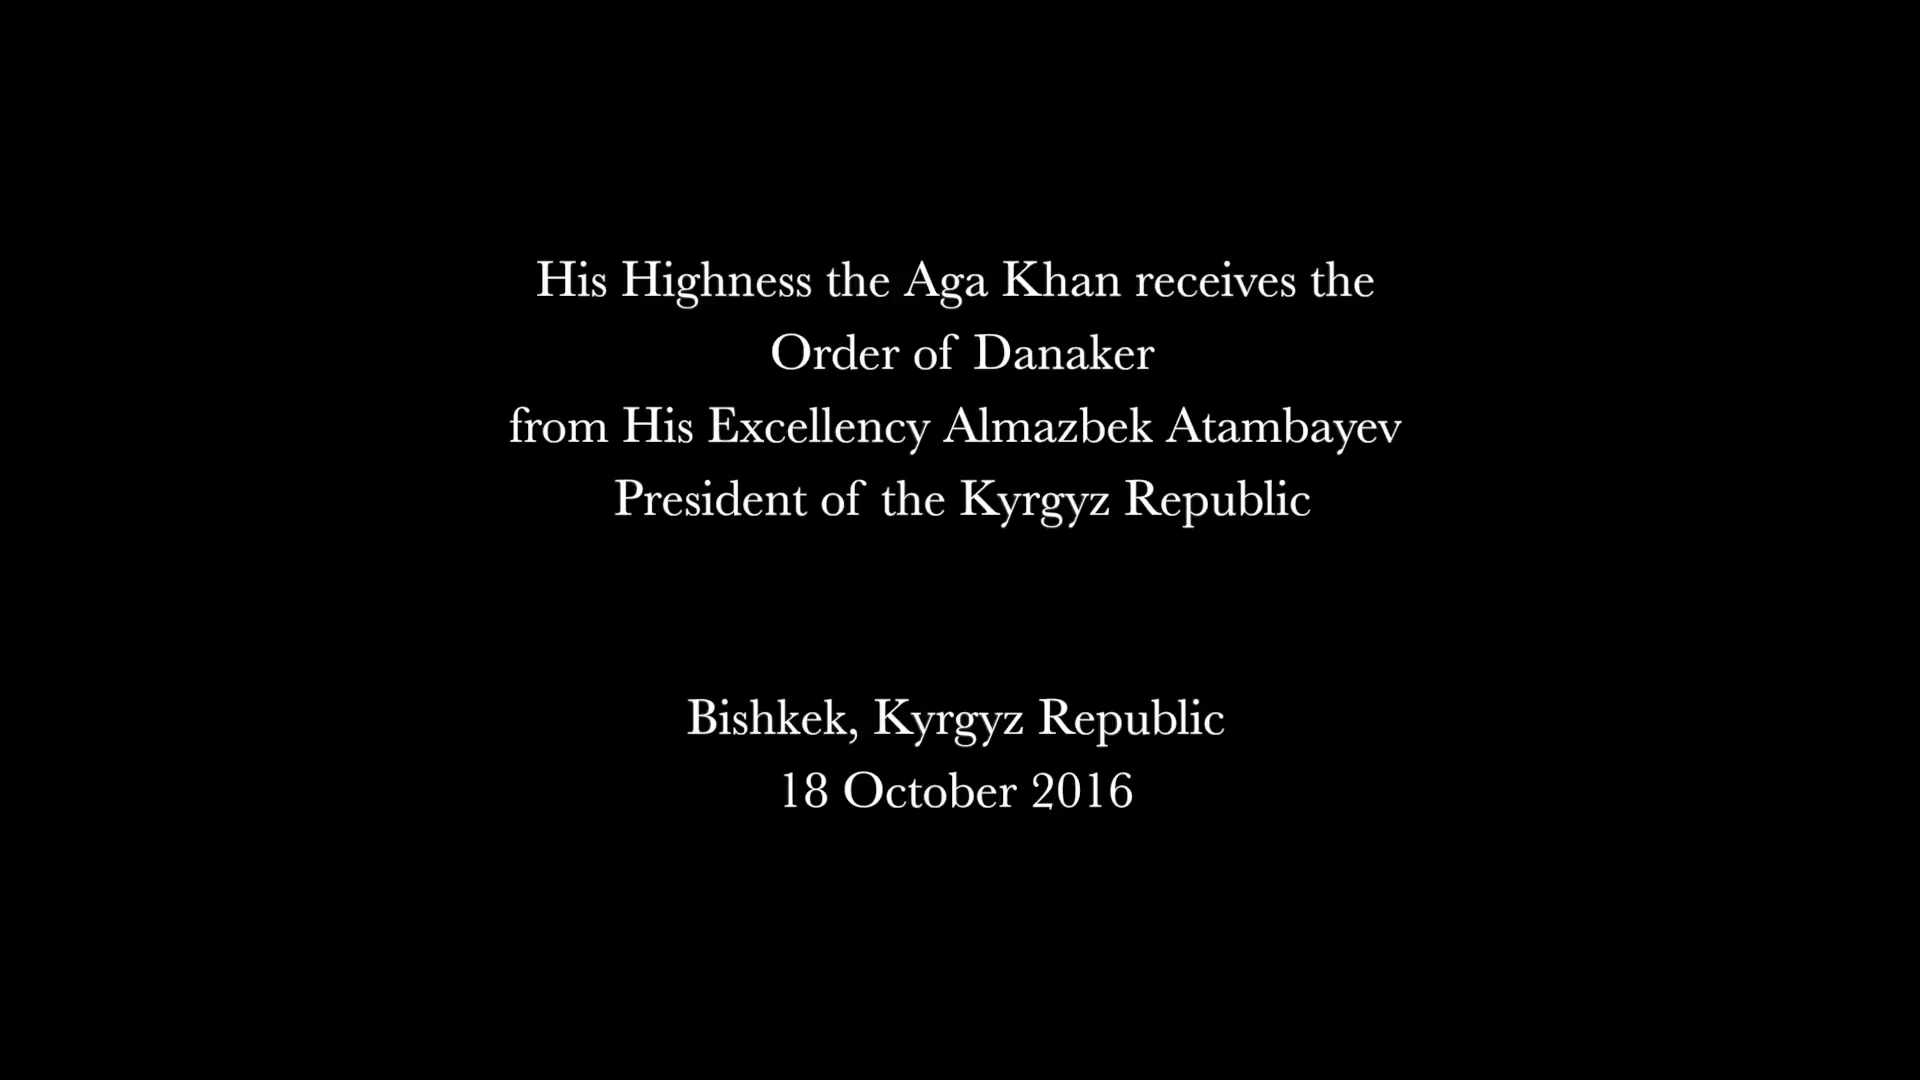 His Highness the Aga Khan receives the
Order of Danaker
from His Excellency Almazbek Atambayev
President of the Kyrgyz Republic
Bishkek, Kyrgyz Republic
18 October 2016